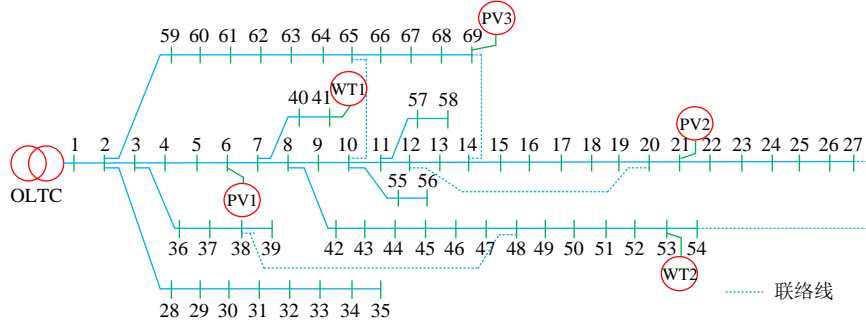 PV3
59 60 61 62 63 64 65 66 67 68 69
WT1
40 41
57 58
PV2
1 2 3 4 5 6 7 8 9 10 11 12 13 14 15 16 17 18 19 20 21 22 23 24 25 26 27
OLTC
PV1
55 56
36 37 38 39
42 43 44 45 46 47 48 49 50 51 52 53 54
WT2
28 29 30 31 32 33 34 35
联络线